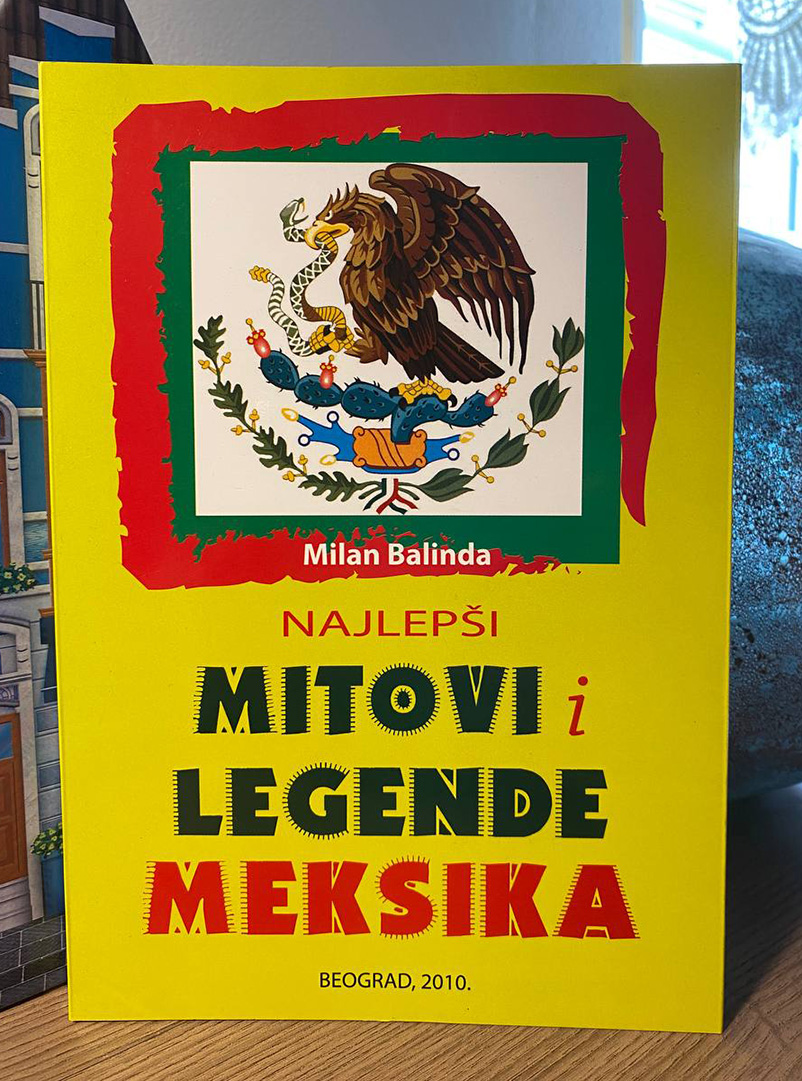 Milan Balinda
NAJLEPŠI
MITOVI i
LEGENDE
MEKSIKA
BEOGRAD, 2010.